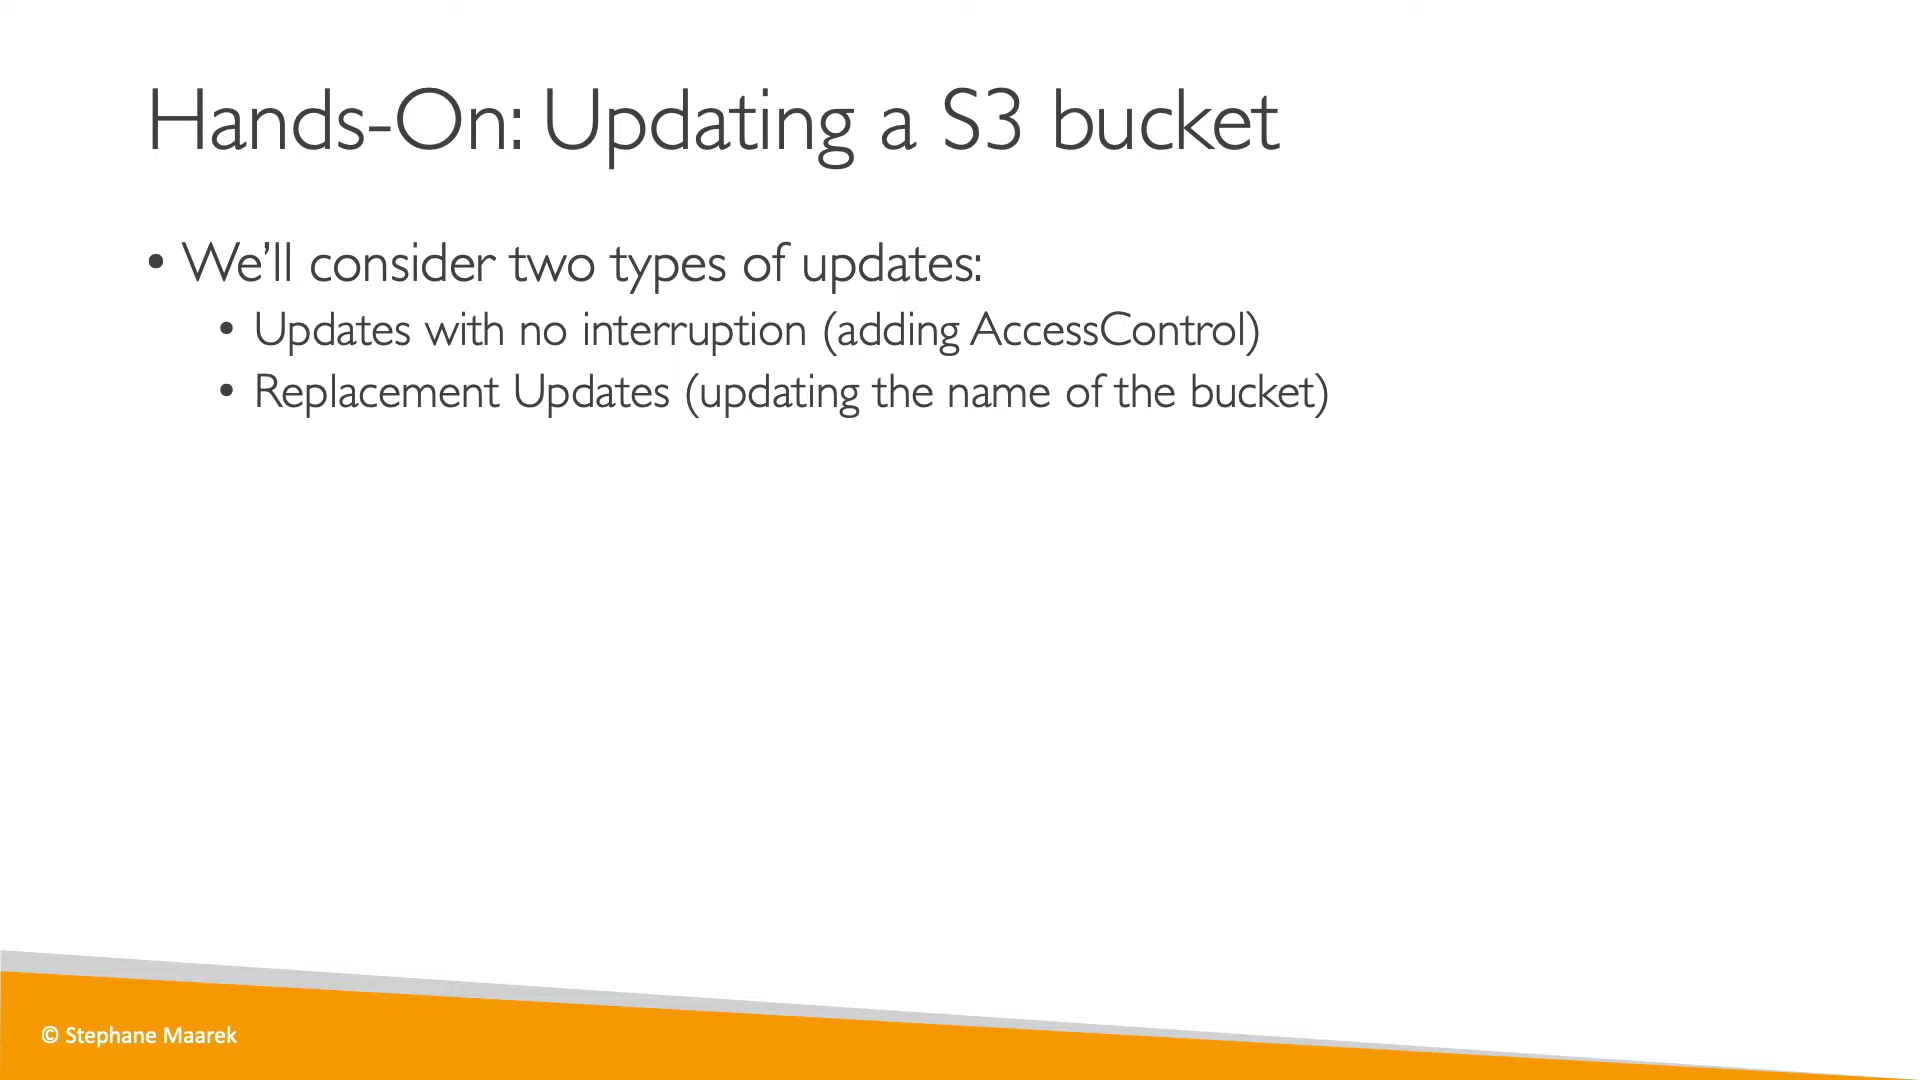 Hands-On: Updating a S3 bucket
• We’ll consider two types of updates:
• Updates with no interruption (adding AccessControl)
• Replacement Updates (updating the name of the bucket)
© Stephane Maarek